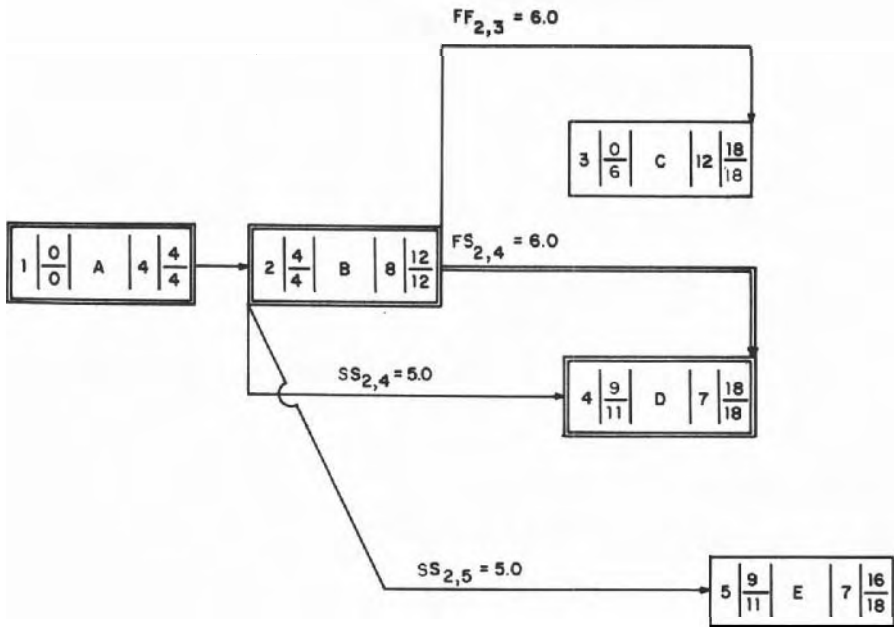 FF2,3 = 6.0
3 | 0/6 | C | 12 | 18/18
1 | 0/0 | A | 4 | 4/4
2 | 4/4 | B | 8 | 12/12
FS2,4 = 6.0
SS2,4 = 5.0
4 | 9/11 | D | 7 | 18/18
SS2,5 = 5.0
5 | 9/11 | E | 7 | 16/18